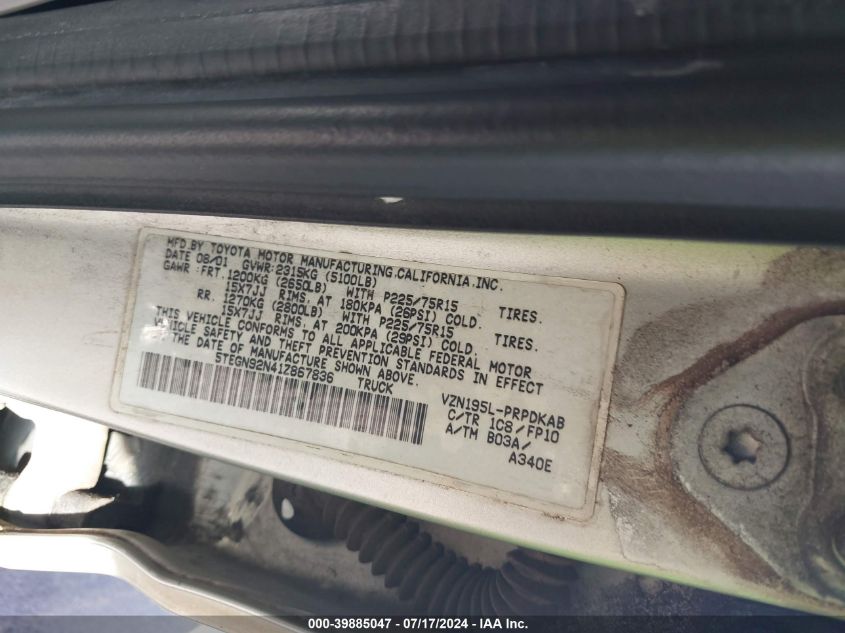 MFD.BY TOYOTA MOTOR MANUFACTURING,CALIFORNIA,INC.
DATE 08/01 GVWR:2315KG (5100LB)
GAWR: FRT. 1200KG (2650LB) WITH P225/75R15 TIRES.
15X7JJ RIMS, AT 180KPA (26PSI) COLD.
RR. 1270KG (2800LB) WITH P225/75R15 TIRES.
15X7JJ RIMS, AT 200KPA (29PSI) COLD.
THIS VEHICLE CONFORMS TO ALL APPLICABLE FEDERAL MOTOR
VEHICLE SAFETY AND THEFT PREVENTION STANDARDS IN EFFECT
ON THE DATE OF MANUFACTURE SHOWN ABOVE.
5TEGN92N41Z867836 TRUCK
VZN195L-PRPDKAB
C/TR 1C8/FP10
A/TM B03A/
A340E
000-39885047 - 07/17/2024 - IAA Inc.